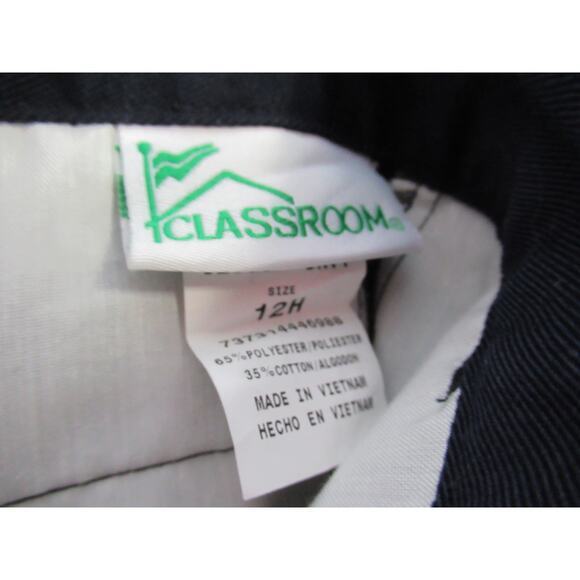 CLASSROOM®
SIZE
12H
65%POLYESTER/POLIESTER
35%COTTON/ALGODON
MADE IN VIETNAM
HECHO EN VIETNAM